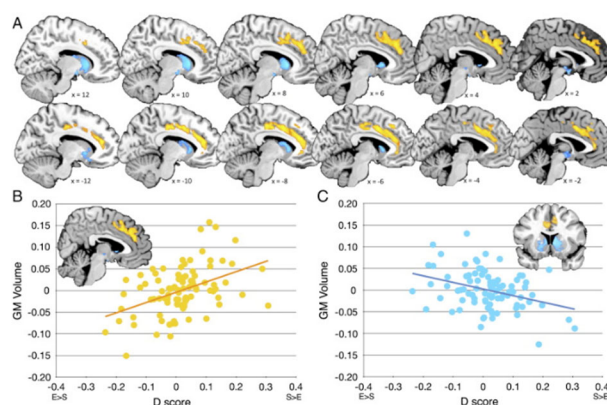 A
x = 12
x = 10
x = 8
x = 6
x = 4
x = 2
x = -12
x = -10
x = -8
x = -6
x = -4
x = -2
B
0.20
0.15
0.10
0.05
0
-0.05
-0.10
-0.15
-0.20
GM Volume
-0.4 -0.3 -0.2 -0.1 0 0.1 0.2 0.3 0.4
E>S S>E
D score
C
0.20
0.15
0.10
0.05
0
-0.05
-0.10
-0.15
-0.20
GM Volume
-0.4 -0.3 -0.2 -0.1 0 0.1 0.2 0.3 0.4
E>S S>E
D score